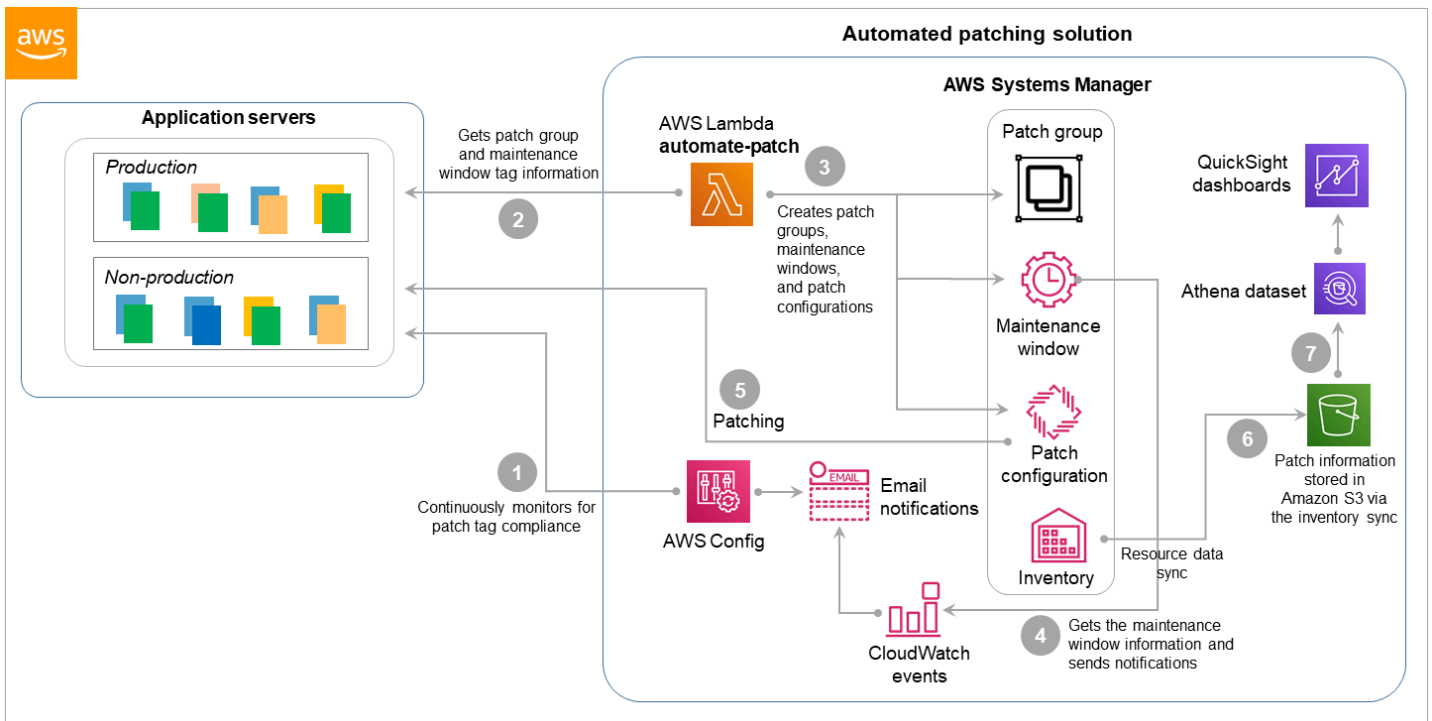 aws
Automated patching solution
Application servers
Production
Non-production
Gets patch group
and maintenance
window tag information
2
AWS Lambda
automate-patch
3
Creates patch
groups,
maintenance
windows,
and patch
configurations
AWS Systems Manager
Patch group
Maintenance
window
Patch
configuration
Inventory
QuickSight
dashboards
Athena dataset
7
5
Patching
1
Continuously monitors for
patch tag compliance
AWS Config
EMAIL
Email
notifications
6
Patch information
stored in
Amazon S3 via
the inventory sync
Resource data
sync
CloudWatch
events
4
Gets the maintenance
window information and
sends notifications